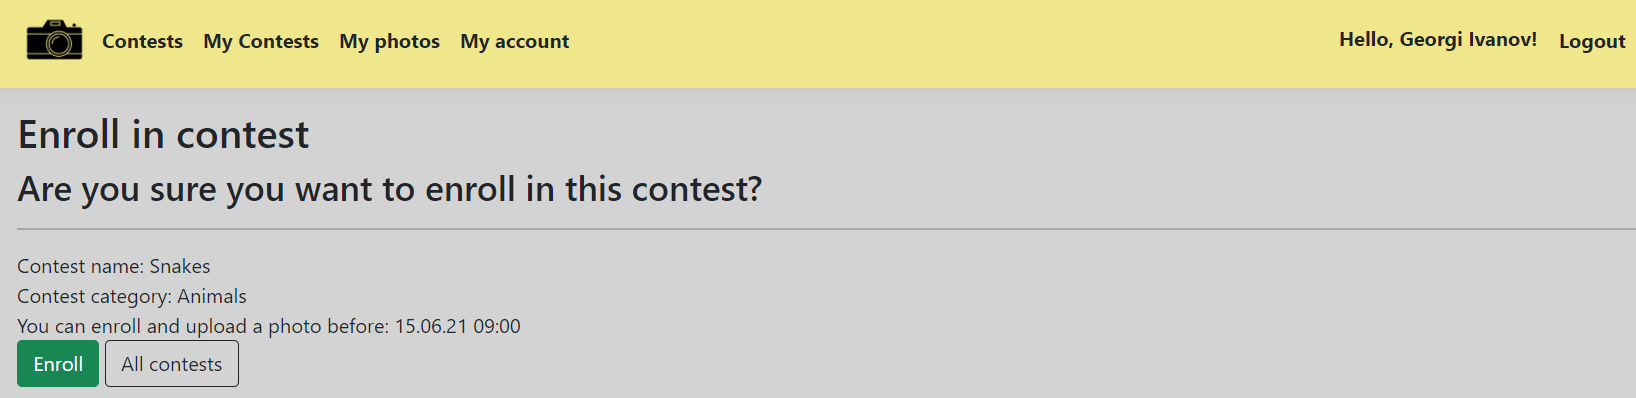 Contests My Contests My photos My account Hello, Georgi Ivanov! Logout
Enroll in contest
Are you sure you want to enroll in this contest?
Contest name: Snakes
Contest category: Animals
You can enroll and upload a photo before: 15.06.21 09:00
Enroll All contests